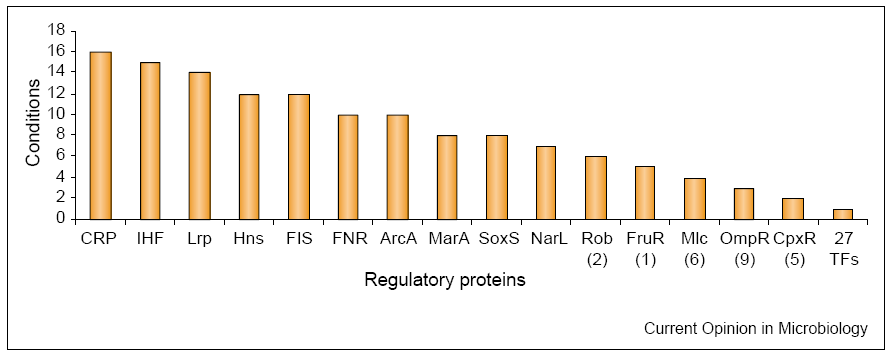 18
16
14
12
10
8
6
4
2
0
Conditions
CRP IHF Lrp Hns FIS FNR ArcA MarA SoxS NarL Rob FruR Mlc OmpR CpxR 27
(2) (1) (6) (9) (5) TFs
Regulatory proteins
Current Opinion in Microbiology